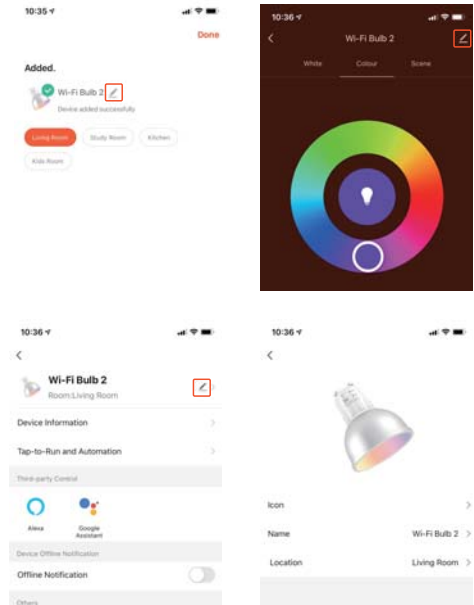 10:35
Done
Added.
Wi-Fi Bulb 2
Device added successfully
Living Room
Study Room
Kitchen
Kids Room
10:36
Wi-Fi Bulb 2
White
Colour
Scene
10:36
Wi-Fi Bulb 2
Room:Living Room
Device Information
Tap-to-Run and Automation
Third-party Control
Alexa
Google
Assistant
Device Offline Notification
Offline Notification
Others
10:36
Icon
Name Wi-Fi Bulb 2
Location Living Room